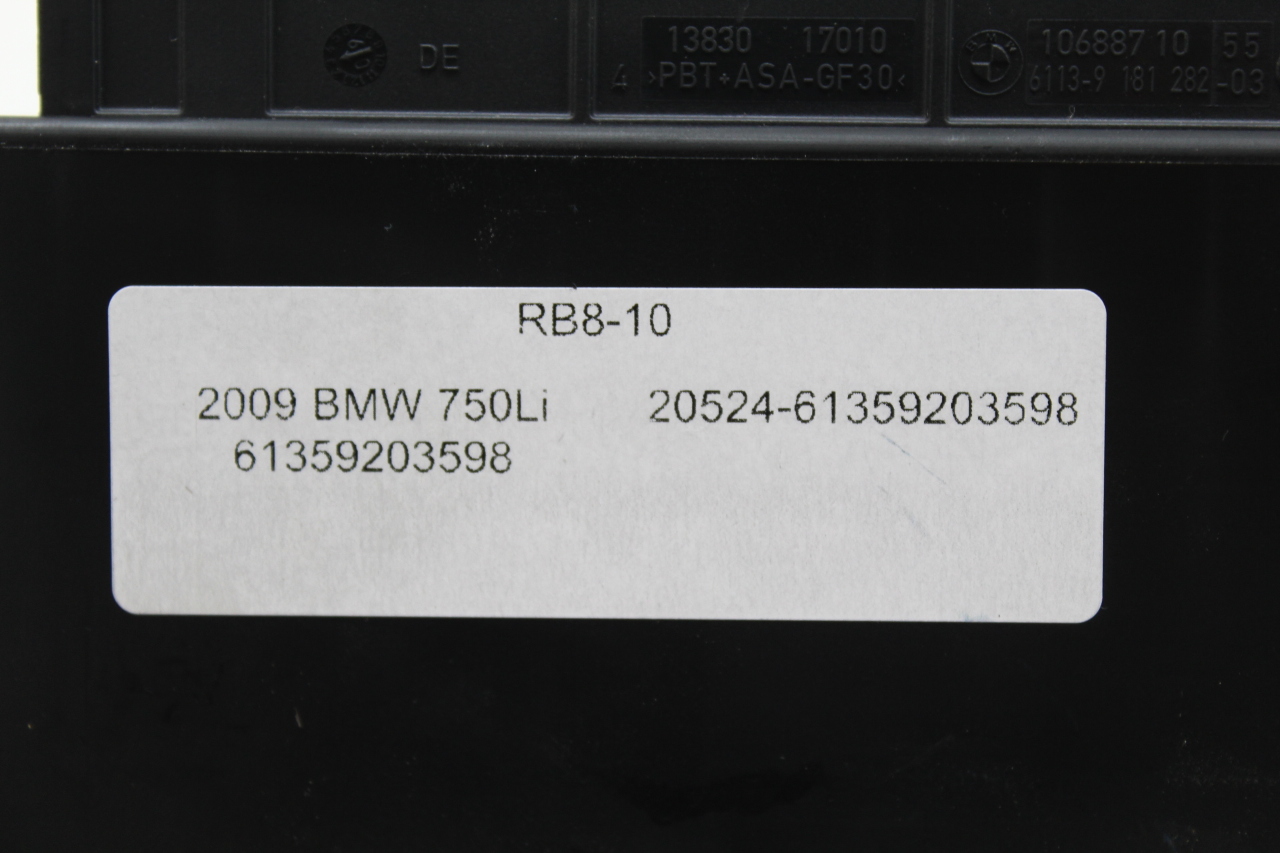 DE
13830 17010
4 >PBT+ASA-GF30<
106887 10 55
6113-9 181 282-03
RB8-10
2009 BMW 750Li 20524-61359203598
61359203598